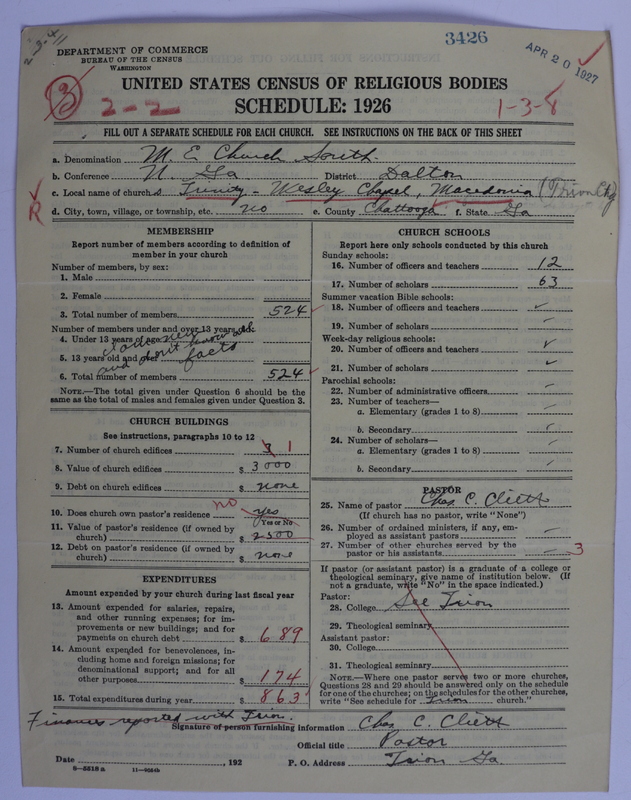 3426
APR 20 1927
DEPARTMENT OF COMMERCE
BUREAU OF THE CENSUS
WASHINGTON
3
2-2
1-3-8
UNITED STATES CENSUS OF RELIGIOUS BODIES
SCHEDULE: 1926
FILL OUT A SEPARATE SCHEDULE FOR EACH CHURCH. SEE INSTRUCTIONS ON THE BACK OF THIS SHEET
a. Denomination M. E. Church South.
b. Conference N. Ga District Dalton
c. Local name of church s Trinity - Wesley Chapel, Macedonia (Trion Chg
R
d. City, town, village, or township, etc. no e. County Chattooga f. State Ga
MEMBERSHIP
Report number of members according to definition of
member in your church
Number of members, by sex:
1. Male
2. Female
3. Total number of members 524
Number of members under and over 13 years old:
4. Under 13 years of age
5. 13 years old and over
and don't know
facts
6. Total number of members 524
NOTE.—The total given under Question 6 should be
same as the total of males and females given under Question 3.
CHURCH BUILDINGS
See instructions, paragraphs 10 to 12
7. Number of church edifices 3 1
8. Value of church edifices $ 3000
9. Debt on church edifices $ none
10. Does church own pastor's residence no yes
(Yes or No)
11. Value of pastor's residence (if owned by
church) $ 2500
12. Debt on pastor's residence (if owned by
church) $ none
EXPENDITURES
Amount expended by your church during last fiscal year
13. Amount expended for salaries, repairs,
and other running expenses; for im-
provements or new buildings; and for
payments on church debt $ 689
14. Amount expended for benevolences, in-
cluding home and foreign missions; for
denominational support; and for all
other purposes $ 174
15. Total expenditures during year $ 863
CHURCH SCHOOLS
Report here only schools conducted by this church
Sunday schools:
16. Number of officers and teachers 12
17. Number of scholars 63
Summer vacation Bible schools:
18. Number of officers and teachers
19. Number of scholars
Week-day religious schools:
20. Number of officers and teachers
21. Number of scholars
Parochial schools:
22. Number of administrative officers
23. Number of teachers—
a. Elementary (grades 1 to 8)
b. Secondary
24. Number of scholars—
a. Elementary (grades 1 to 8)
b. Secondary
PASTOR
25. Name of pastor Chas C. Cliett
(If church has no pastor, write "None")
26. Number of ordained ministers, if any, em-
ployed as assistant pastors
27. Number of other churches served by the
pastor or his assistants 3
If pastor (or assistant pastor) is a graduate of a college or
theological seminary, give name of institution below. (If
not a graduate, write "No" in the space indicated.)
Pastor:
28. College See Trion
29. Theological seminary
Assistant pastor:
30. College
31. Theological seminary
NOTE.—Where one pastor serves two or more churches,
Questions 28 and 29 should be answered only on the schedule
for one of the churches; on the schedules for the other churches,
write "See schedule for Trion church."
Finances reported with Trion.
Signature of person furnishing information Chas C. Cliett
Official title Pastor
Date , 192 P. O. Address Trion Ga.
8—5518 a 11—9054b